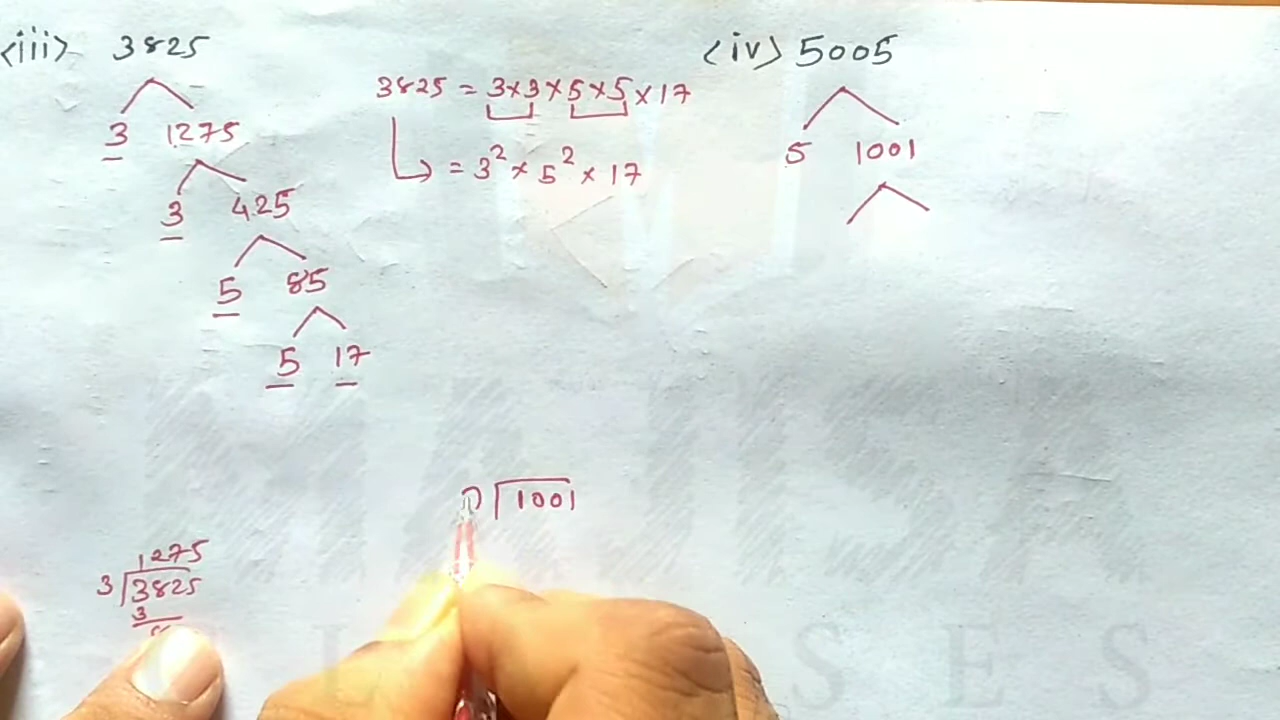 <iii> 3825
3 1275
3 425
5 85
5 17
3825 = 3×3×5×5×17
= 3² × 5² × 17
<iv> 5005
5 1001
1275
3 3825
3
1001